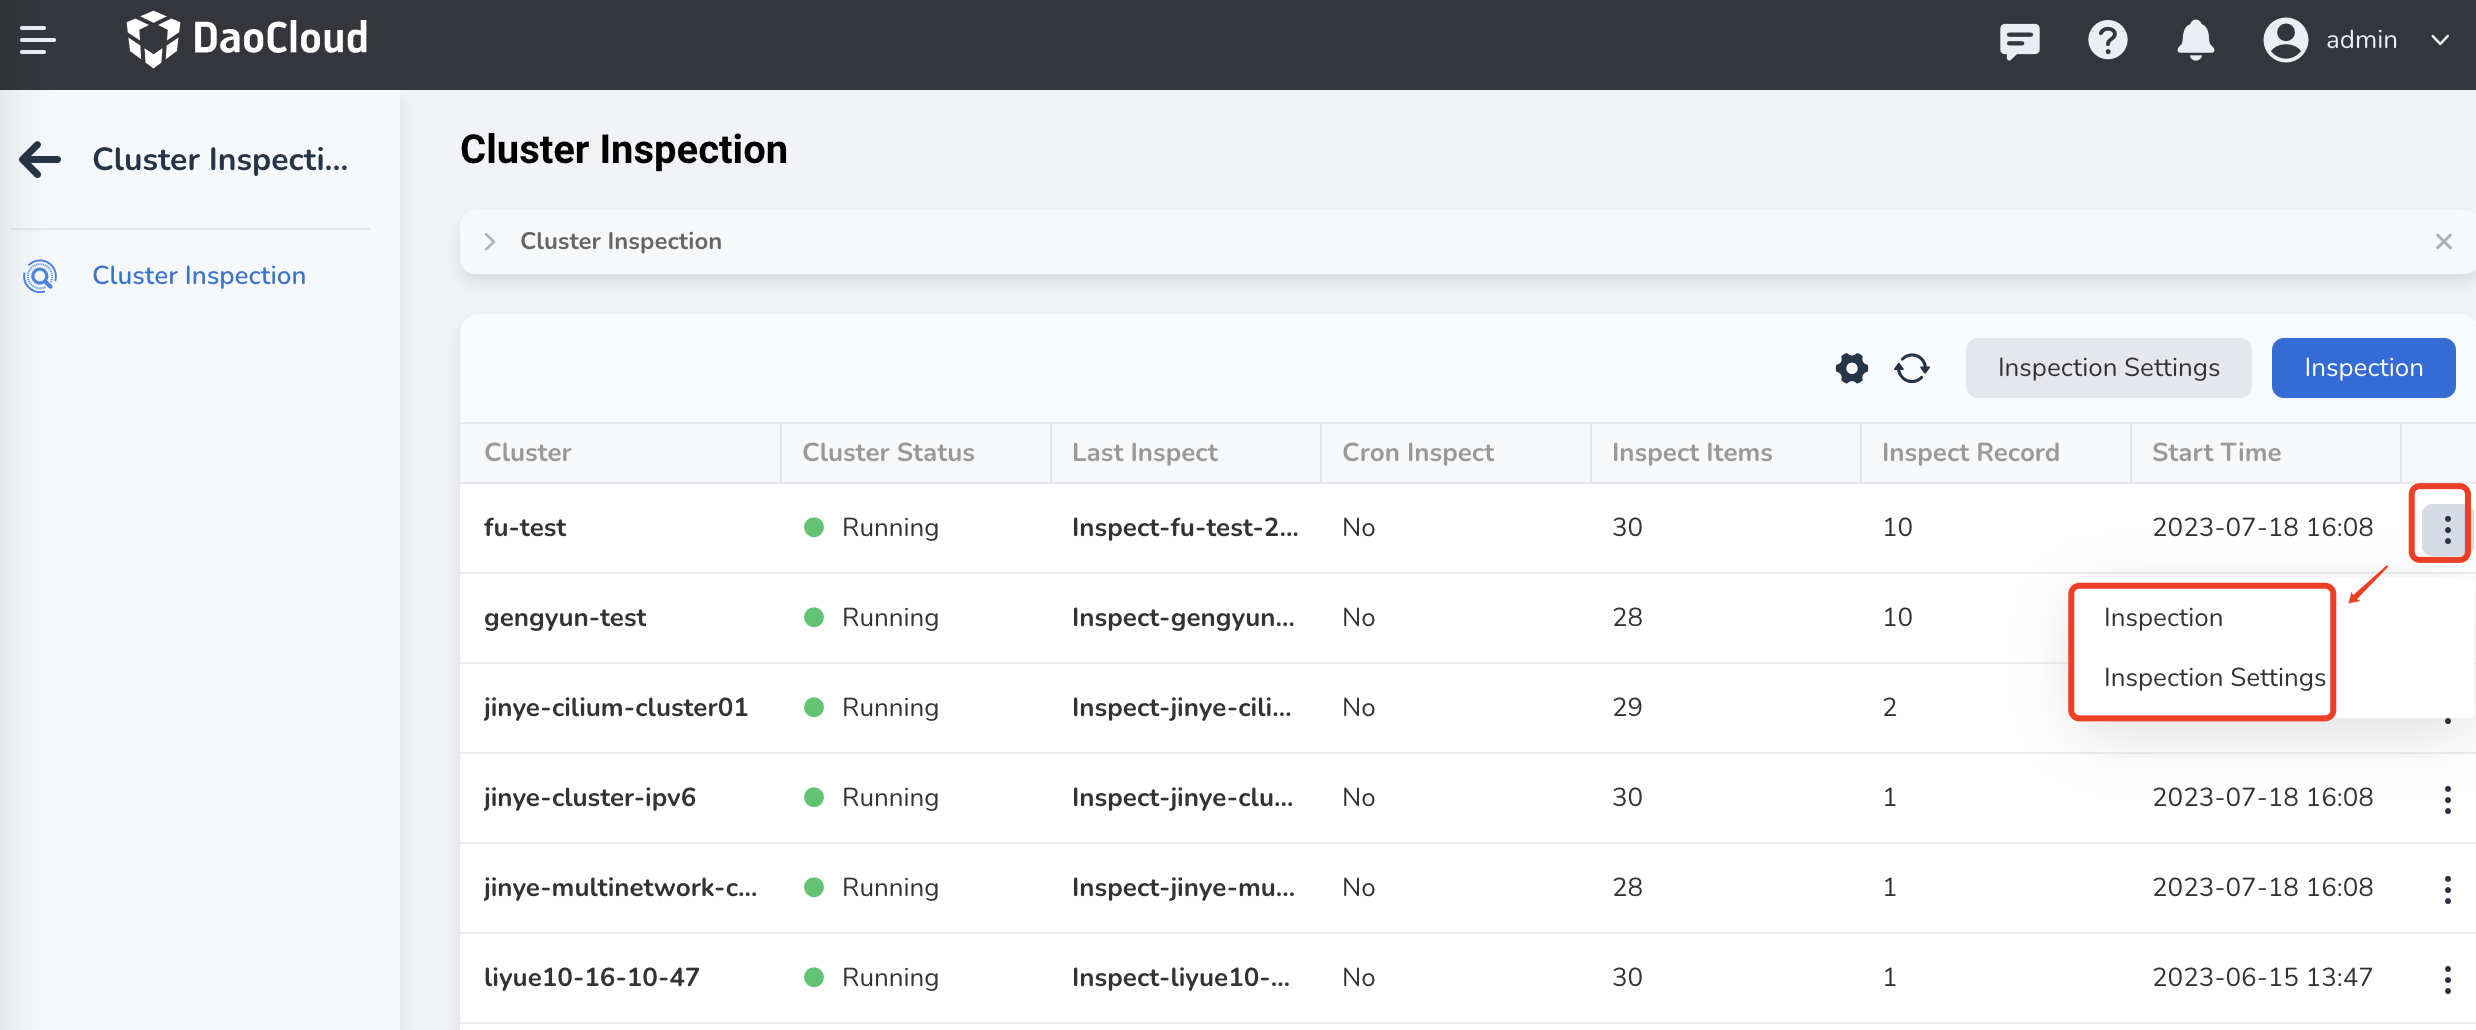 DaoCloud
admin
Cluster Inspecti...
Cluster Inspection
Cluster Inspection
Cluster Inspection
Inspection Settings
Inspection
Cluster Cluster Status Last Inspect Cron Inspect Inspect Items Inspect Record Start Time
fu-test Running Inspect-fu-test-2... No 30 10 2023-07-18 16:08
gengyun-test Running Inspect-gengyun... No 28 10
Inspection
Inspection Settings
jinye-cilium-cluster01 Running Inspect-jinye-cili... No 29 2
jinye-cluster-ipv6 Running Inspect-jinye-clu... No 30 1 2023-07-18 16:08
jinye-multinetwork-c... Running Inspect-jinye-mu... No 28 1 2023-07-18 16:08
liyue10-16-10-47 Running Inspect-liyue10-... No 30 1 2023-06-15 13:47